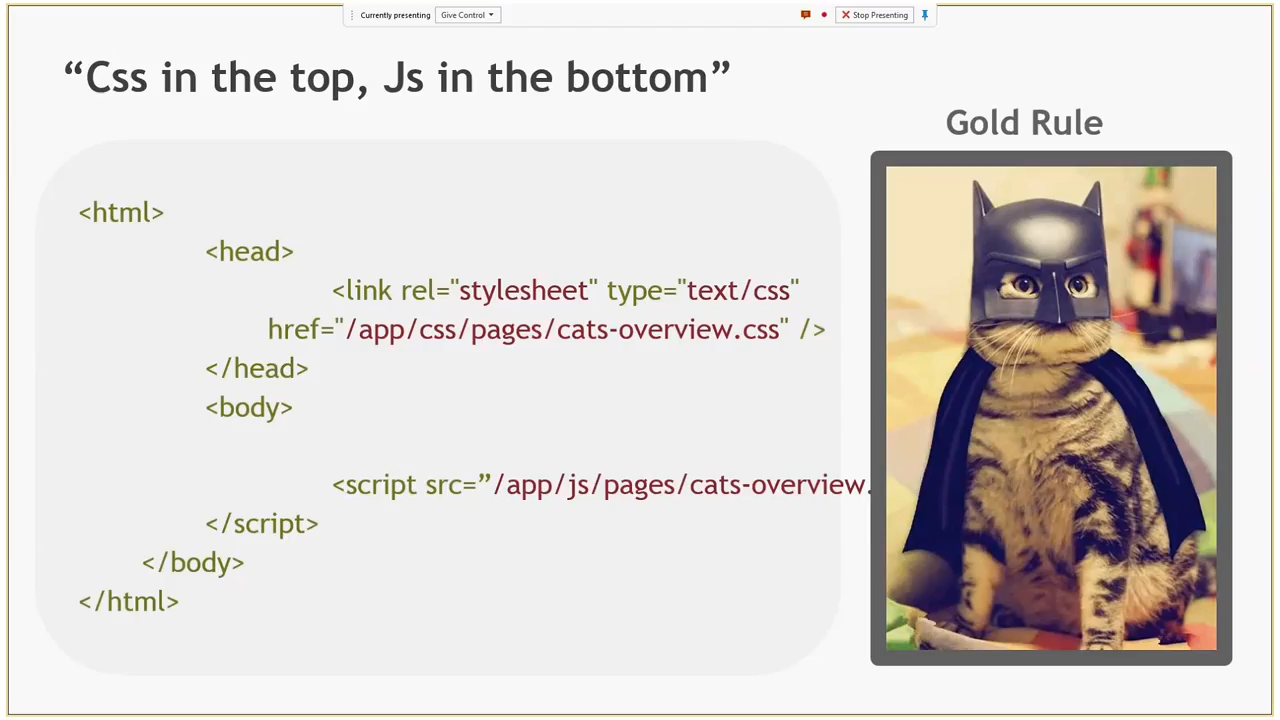 Currently presenting Give Control Stop Presenting
“Css in the top, Js in the bottom”
Gold Rule
<html>
<head>
<link rel="stylesheet" type="text/css"
href="/app/css/pages/cats-overview.css" />
</head>
<body>
<script src=”/app/js/pages/cats-overview.
</script>
</body>
</html>